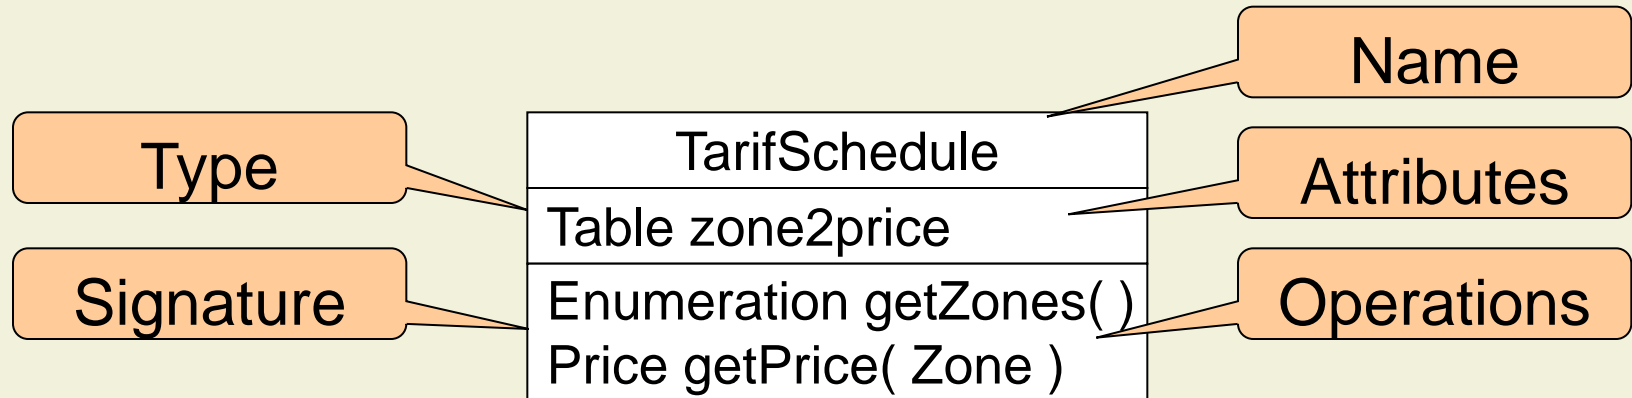 Name
TarifSchedule
Type
Attributes
Table zone2price
Signature
Operations
Enumeration getZones( )
Price getPrice( Zone )